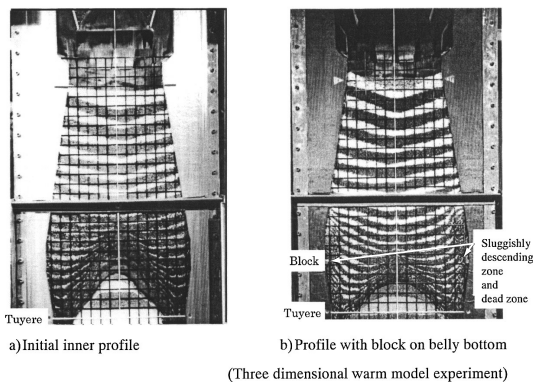 Block
Sluggishly
descending
zone
and
dead zone
Tuyere
Tuyere
a)Initial inner profile
b)Profile with block on belly bottom
(Three dimensional warm model experiment)